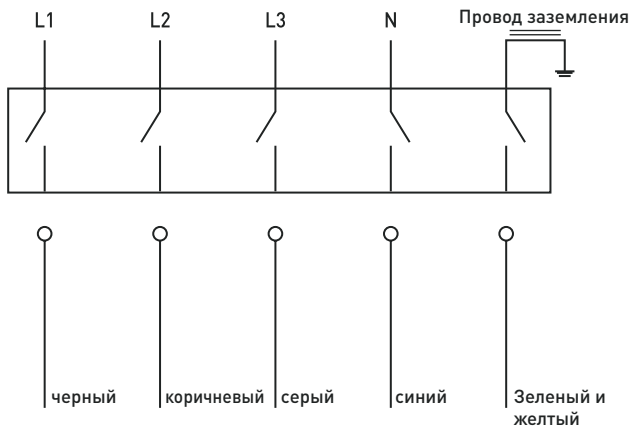 L1 L2 L3 N Провод заземления
черный коричневый серый синий Зеленый и
желтый